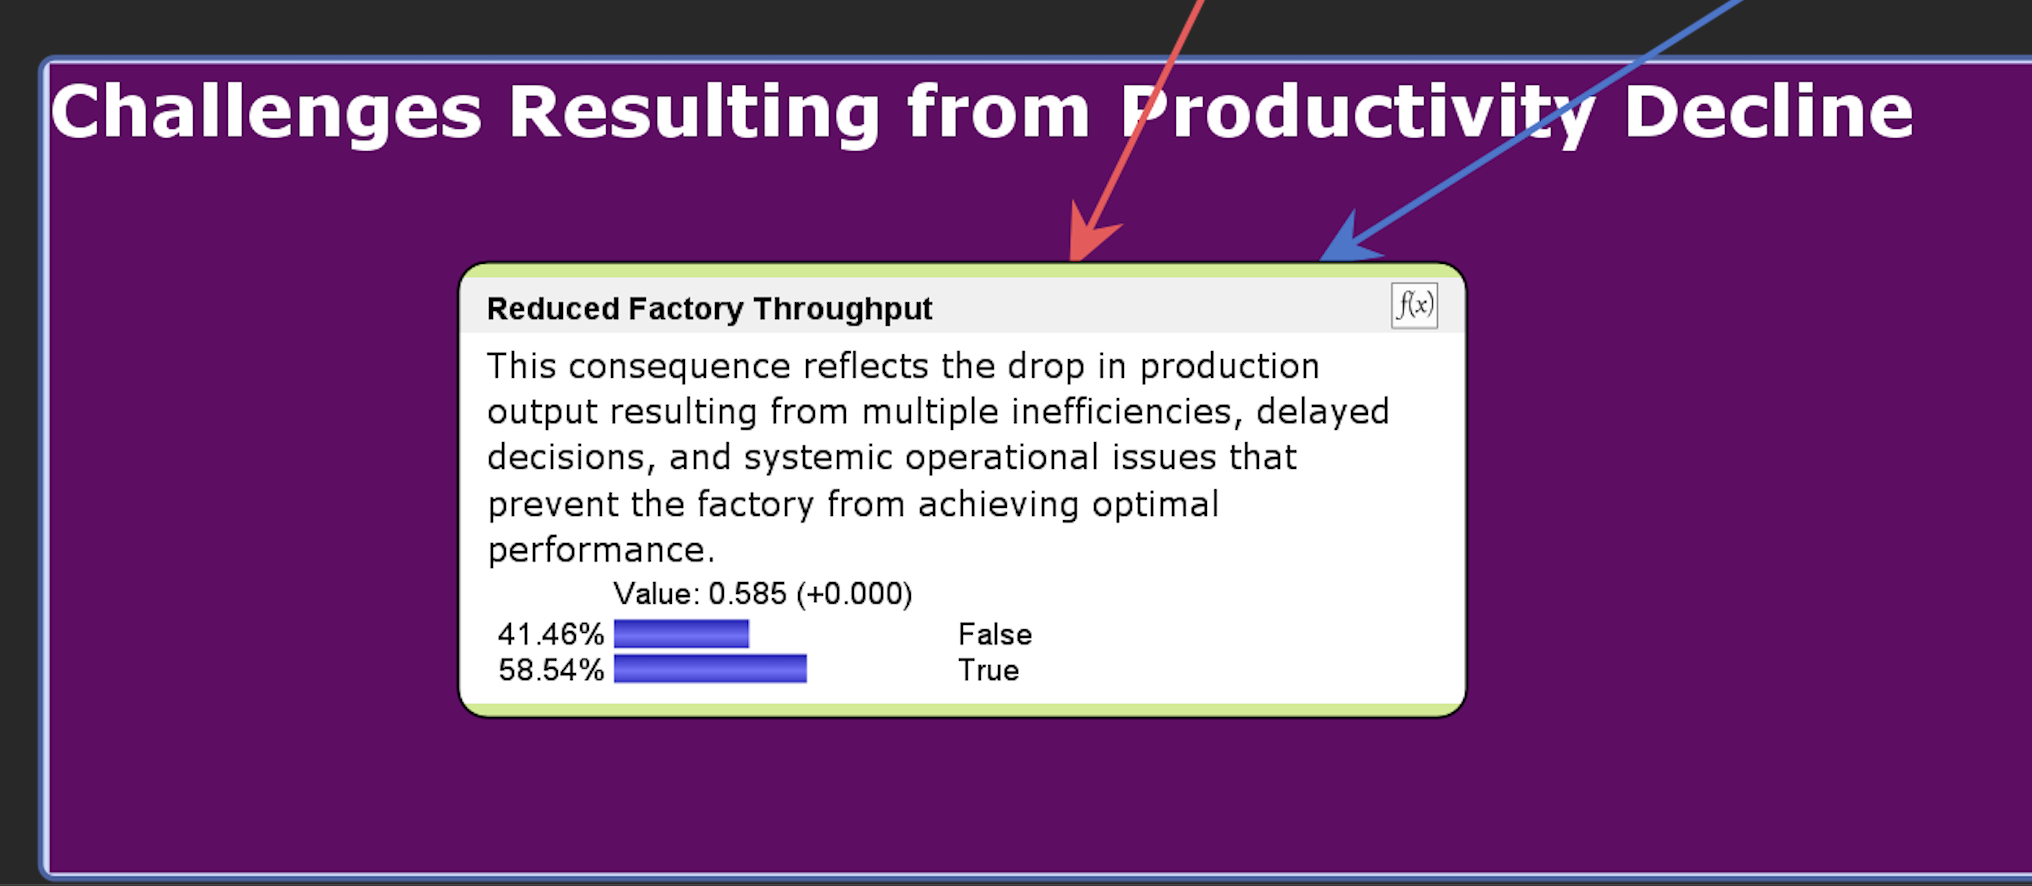 Challenges Resulting from Productivity Decline
Reduced Factory Throughput f(x)
This consequence reflects the drop in production
output resulting from multiple inefficiencies, delayed
decisions, and systemic operational issues that
prevent the factory from achieving optimal
performance.
Value: 0.585 (+0.000)
41.46% False
58.54% True